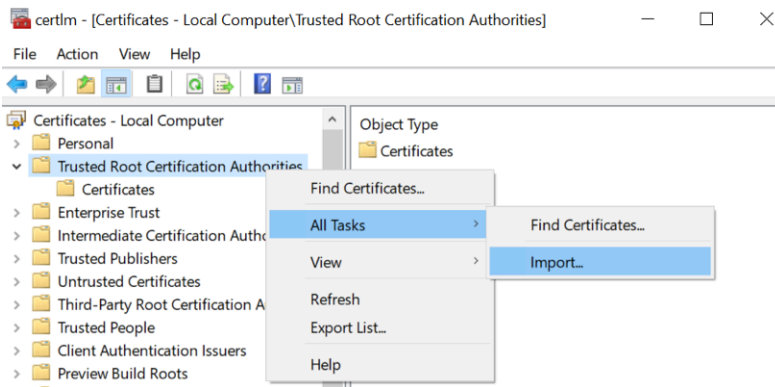 certlm - [Certificates - Local Computer\Trusted Root Certification Authorities]
File Action View Help
Certificates - Local Computer
Personal
Trusted Root Certification Authorities
Certificates
Enterprise Trust
Intermediate Certification Autho
Trusted Publishers
Untrusted Certificates
Third-Party Root Certification A
Trusted People
Client Authentication Issuers
Preview Build Roots
Object Type
Certificates
Find Certificates...
All Tasks
View
Refresh
Export List...
Help
Find Certificates...
Import...